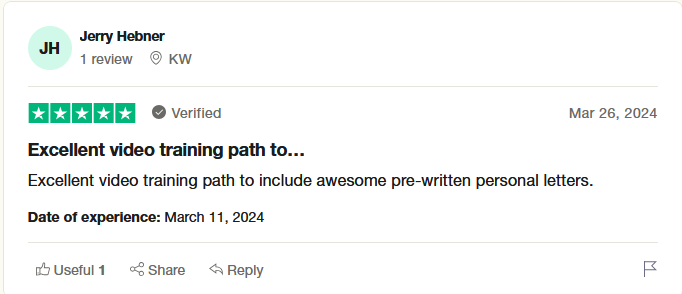 JH
Jerry Hebner
1 review KW
Verified Mar 26, 2024
Excellent video training path to…
Excellent video training path to include awesome pre-written personal letters.
Date of experience: March 11, 2024
Useful 1 Share Reply